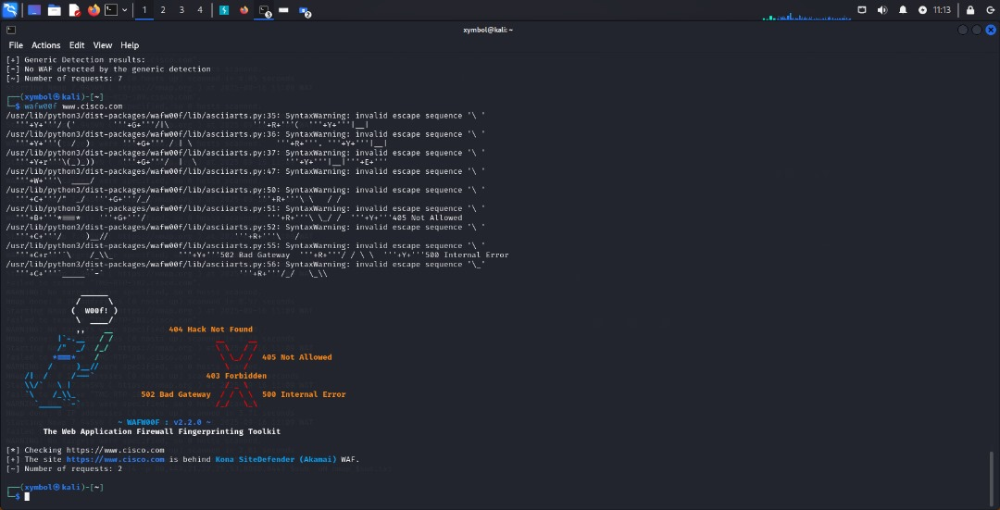 1 2 3 4
5
2
11:13
xymbol@kali: ~
File Actions Edit View Help
[+] Generic Detection results:
[-] No WAF detected by the generic detection
[~] Number of requests: 7
┌──(xymbol㉿kali)-[~]
└─$ wafw00f www.cisco.com
/usr/lib/python3/dist-packages/wafw00f/lib/asciiarts.py:35: SyntaxWarning: invalid escape sequence '\ '
'''+Y+'''/ (' '''+G+'''/|\ '''+R+'''( '''+Y+'''|__|
/usr/lib/python3/dist-packages/wafw00f/lib/asciiarts.py:36: SyntaxWarning: invalid escape sequence '\ '
'''+Y+'''( / ) '''+G+''' / | \ '''+R+''', '''+Y+'''|__|
/usr/lib/python3/dist-packages/wafw00f/lib/asciiarts.py:37: SyntaxWarning: invalid escape sequence '\ '
'''+Y+r'''\(_)_)) '''+G+'''/ | \ '''+Y+'''|__|'''+E+'''
/usr/lib/python3/dist-packages/wafw00f/lib/asciiarts.py:47: SyntaxWarning: invalid escape sequence '\ '
'''+W+'''\ ____/
/usr/lib/python3/dist-packages/wafw00f/lib/asciiarts.py:50: SyntaxWarning: invalid escape sequence '\ '
'''+C+'''/" _/ '''+G+'''/_/ '''+R+'''\ \ / /
/usr/lib/python3/dist-packages/wafw00f/lib/asciiarts.py:51: SyntaxWarning: invalid escape sequence '\ '
'''+B+'''*===* '''+G+'''/ '''+R+'''\ \_/ / '''+Y+'''405 Not Allowed
/usr/lib/python3/dist-packages/wafw00f/lib/asciiarts.py:52: SyntaxWarning: invalid escape sequence '\ '
'''+C+'''/ )__// '''+R+'''\ /
/usr/lib/python3/dist-packages/wafw00f/lib/asciiarts.py:55: SyntaxWarning: invalid escape sequence '\ '
'''+C+r'''`\ /_\\_ '''+Y+'''502 Bad Gateway '''+R+'''/ / \ \ '''+Y+'''500 Internal Error
/usr/lib/python3/dist-packages/wafw00f/lib/asciiarts.py:56: SyntaxWarning: invalid escape sequence '\_'
'''+C+'''`_____``-` '''+R+'''/_/ \_\\
( W00f! )
404 Hack Not Found
405 Not Allowed
403 Forbidden
502 Bad Gateway 500 Internal Error
~ WAFW00F : v2.2.0 ~
The Web Application Firewall Fingerprinting Toolkit
[*] Checking https://www.cisco.com
[+] The site https://www.cisco.com is behind Kona SiteDefender (Akamai) WAF.
[~] Number of requests: 2
┌──(xymbol㉿kali)-[~]
└─$